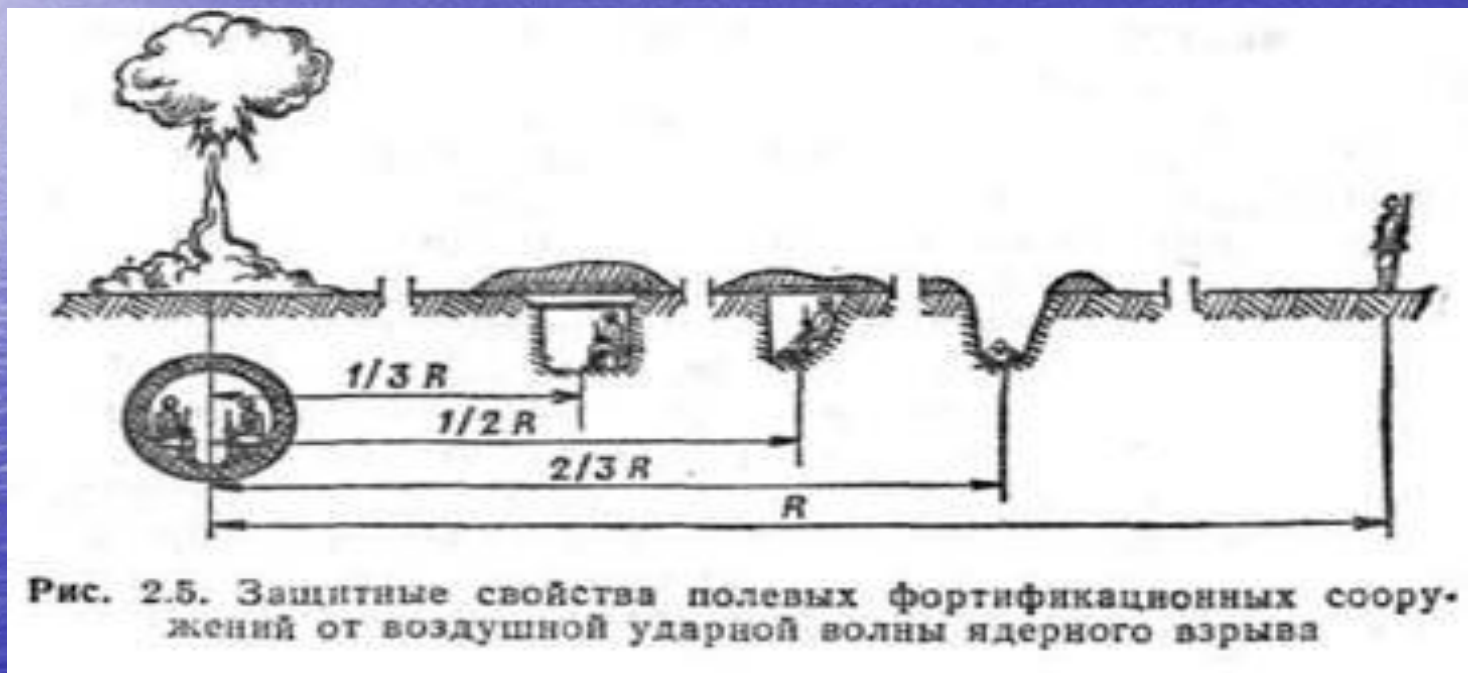 1/3 R
1/2 R
2/3 R
R
Рис. 2.5. Защитные свойства полевых фортификационных соору-
жений от воздушной ударной волны ядерного взрыва